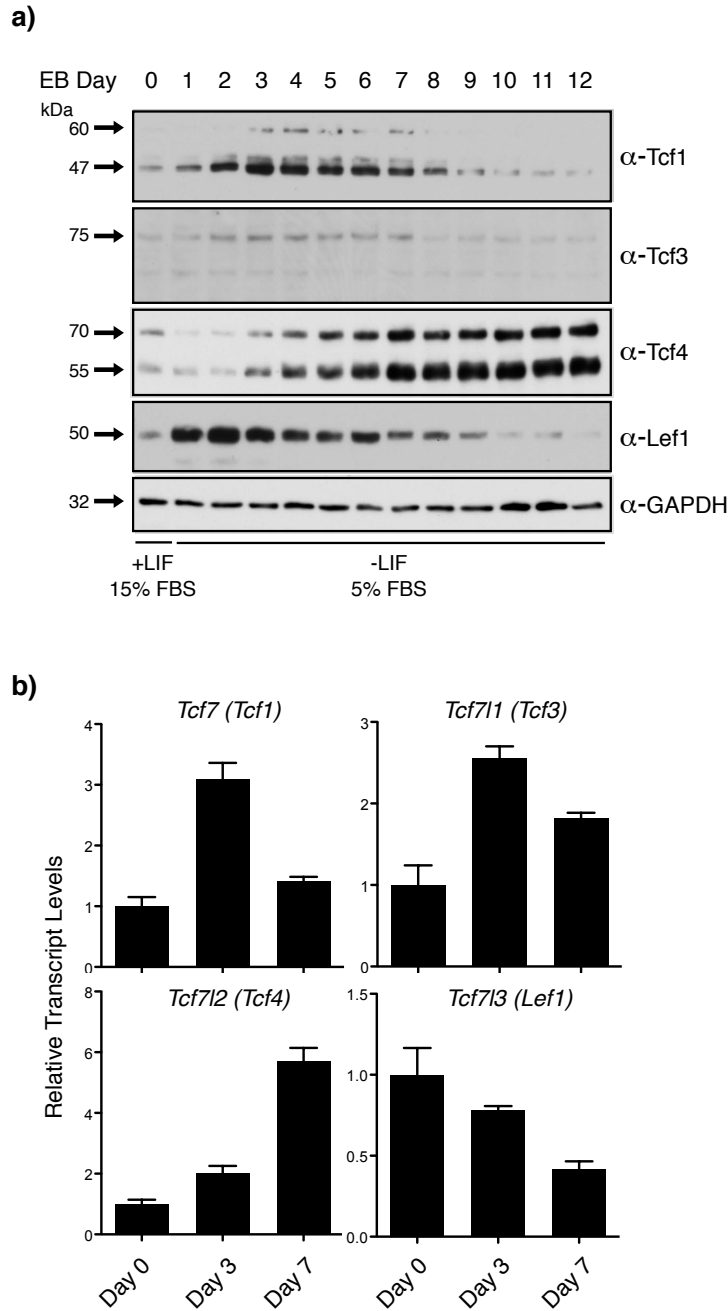 a)
EB Day 0 1 2 3 4 5 6 7 8 9 10 11 12
kDa
60
47
α-Tcf1
75
α-Tcf3
70
55
α-Tcf4
50
α-Lef1
32
α-GAPDH
+LIF
15% FBS
-LIF
5% FBS
b)
Relative Transcript Levels
Tcf7 (Tcf1)
4
3
2
1
0
Tcf7l1 (Tcf3)
3
2
1
0
Tcf7l2 (Tcf4)
8
6
4
2
0
Day 0 Day 3 Day 7
Tcf7l3 (Lef1)
1.5
1.0
0.5
0.0
Day 0 Day 3 Day 7